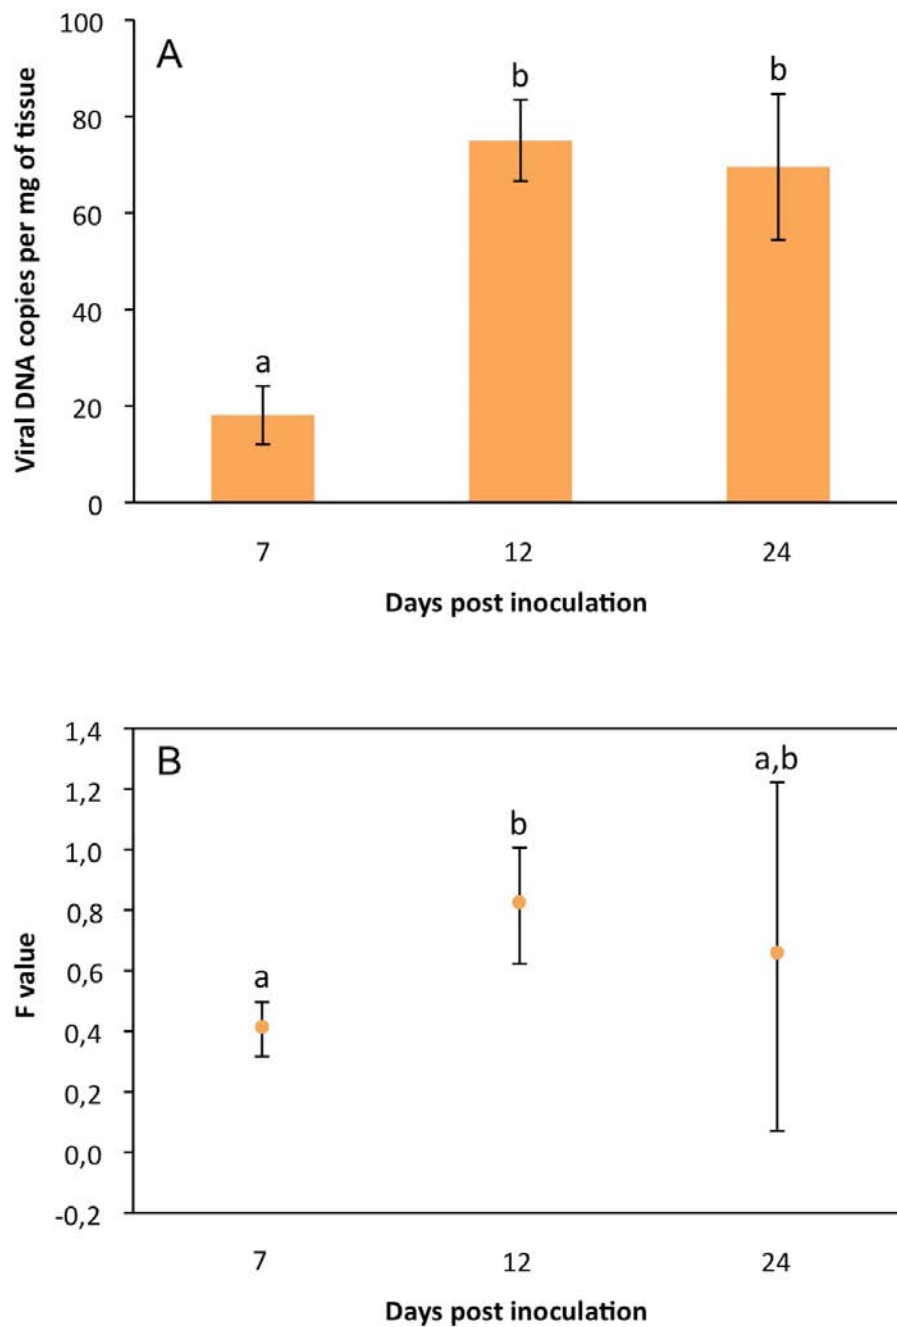 A
Viral DNA copies per mg of tissue
100
80
60
40
20
0
a
b
b
7
12
24
Days post inoculation
B
F value
1,4
1,2
1,0
0,8
0,6
0,4
0,2
0,0
-0,2
a
b
a,b
7
12
24
Days post inoculation